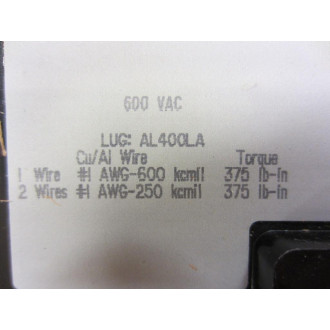 600 VAC
LUG: AL400LA
Cu/Al Wire Torque
1 Wire #1 AWG-600 kcmil 375 lb-in
2 Wires #1 AWG-250 kcmil 375 lb-in